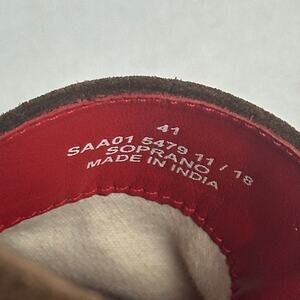 41
SAA01 5479 11 / 18
SOPRANO
MADE IN INDIA